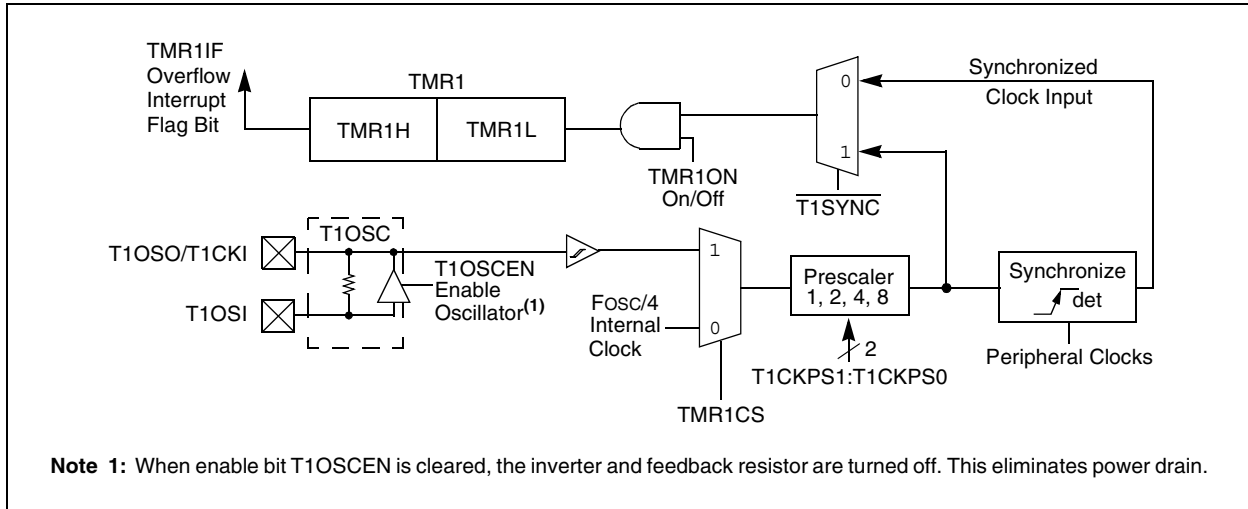 TMR1IF
Overflow
Interrupt
Flag Bit
TMR1
TMR1H
TMR1L
TMR1ON
On/Off
0
1
T1SYNC
Synchronized
Clock Input
T1OSO/T1CKI
T1OSI
T1OSC
T1OSCEN
Enable
Oscillator(1)
FOSC/4
Internal
Clock
1
0
TMR1CS
Prescaler
1, 2, 4, 8
2
T1CKPS1:T1CKPS0
Synchronize
det
Peripheral Clocks
Note 1: When enable bit T1OSCEN is cleared, the inverter and feedback resistor are turned off. This eliminates power drain.